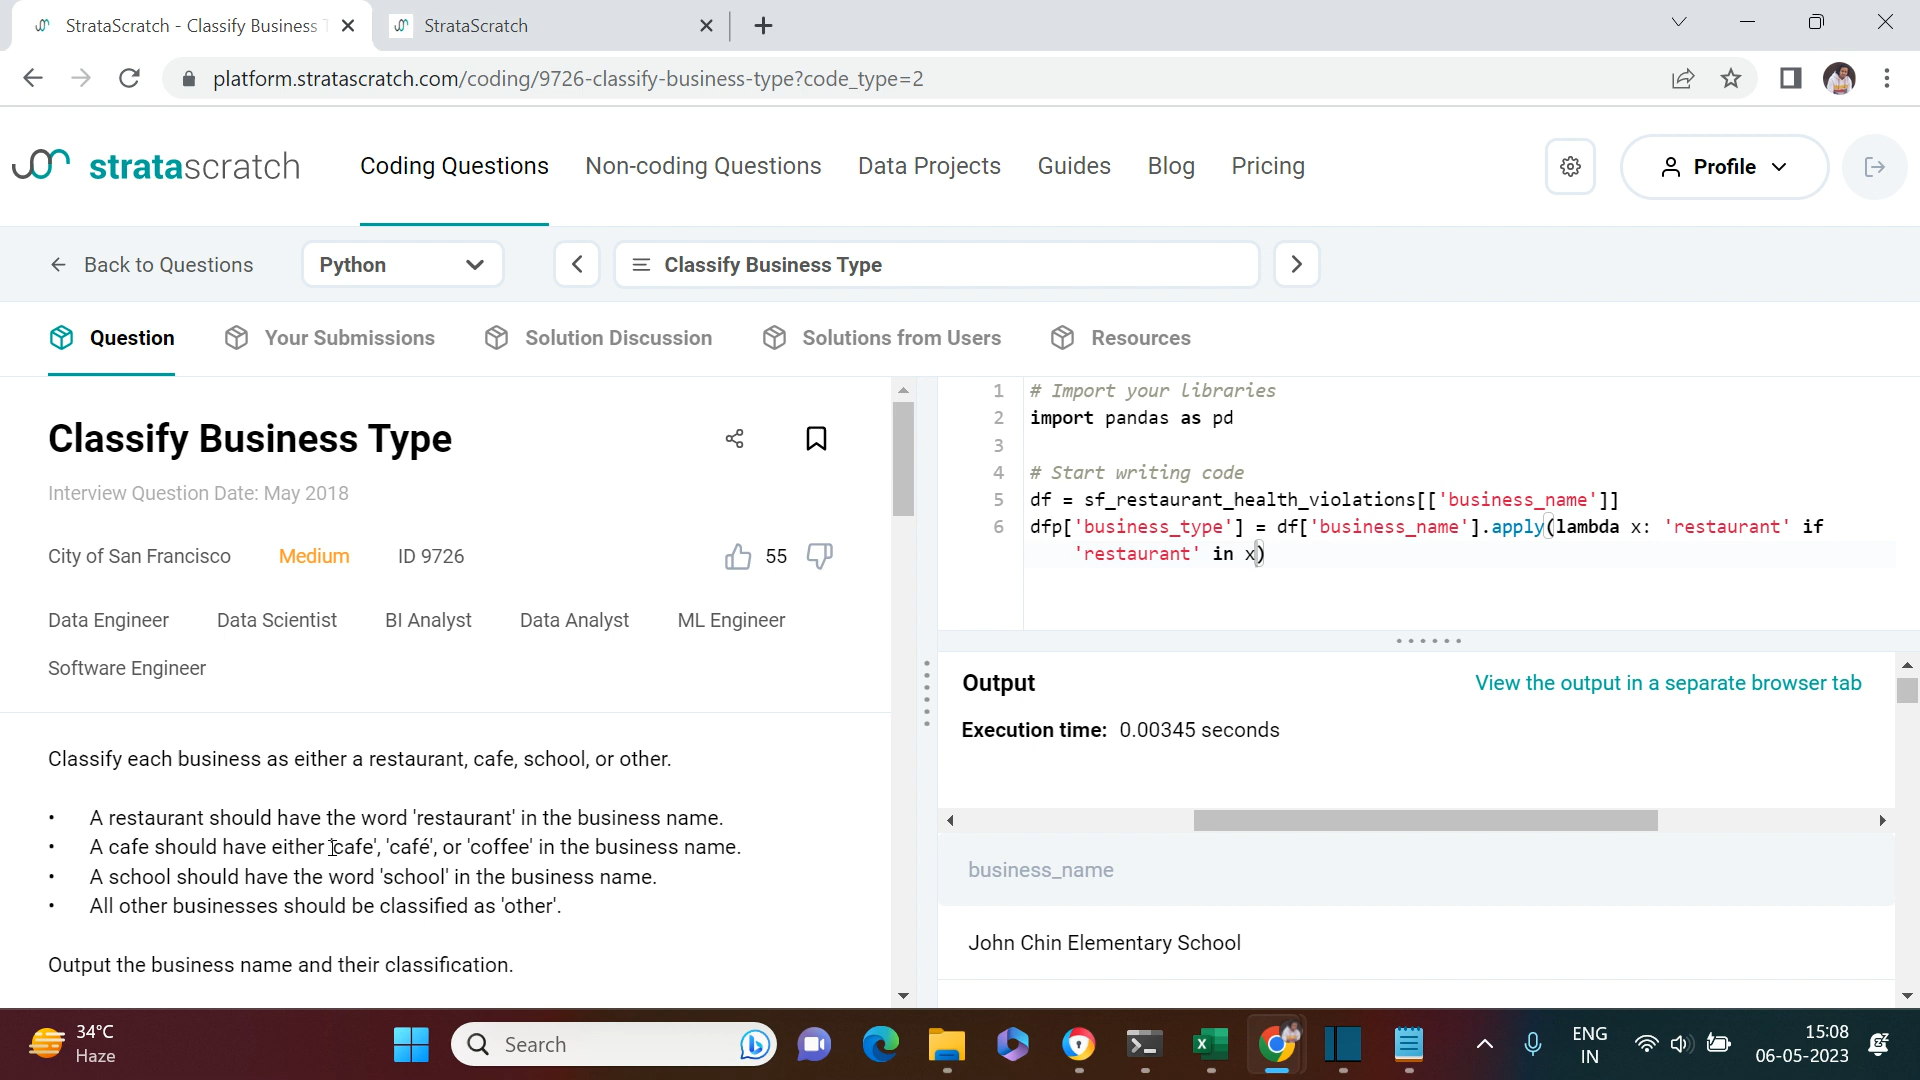 StrataScratch - Classify Business T
StrataScratch
platform.stratascratch.com/coding/9726-classify-business-type?code_type=2
stratascratch
Coding Questions
Non-coding Questions
Data Projects
Guides
Blog
Pricing
Profile
Back to Questions
Python
Classify Business Type
Question
Your Submissions
Solution Discussion
Solutions from Users
Resources
Classify Business Type
Interview Question Date: May 2018
City of San Francisco
Medium
ID 9726
55
Data Engineer
Data Scientist
BI Analyst
Data Analyst
ML Engineer
Software Engineer
Classify each business as either a restaurant, cafe, school, or other.
• A restaurant should have the word 'restaurant' in the business name.
• A cafe should have either 'cafe', 'café', or 'coffee' in the business name.
• A school should have the word 'school' in the business name.
• All other businesses should be classified as 'other'.
Output the business name and their classification.
1 # Import your libraries
2 import pandas as pd
3
4 # Start writing code
5 df = sf_restaurant_health_violations[['business_name']]
6 dfp['business_type'] = df['business_name'].apply(lambda x: 'restaurant' if
'restaurant' in x)
Output
View the output in a separate browser tab
Execution time: 0.00345 seconds
business_name
John Chin Elementary School
34°C
Haze
Search
ENG
IN
15:08
06-05-2023